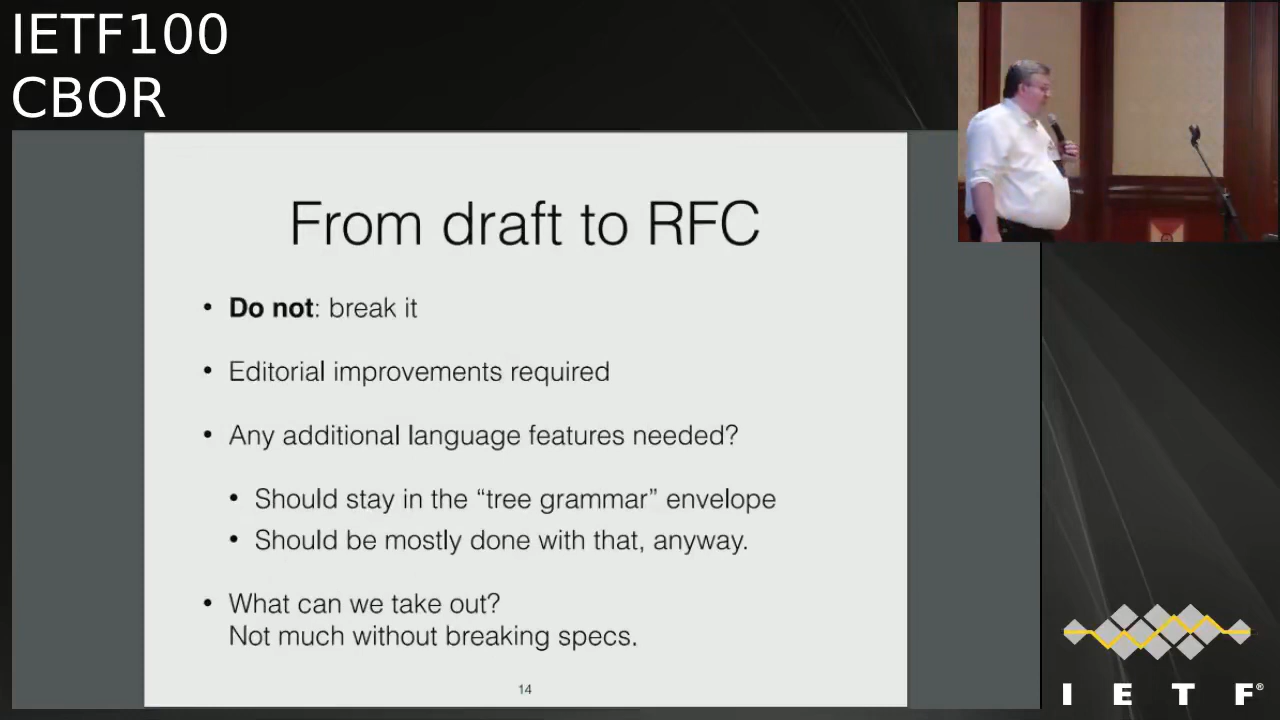 IETF100
CBOR
From draft to RFC
• Do not: break it
• Editorial improvements required
• Any additional language features needed?
• Should stay in the “tree grammar” envelope
• Should be mostly done with that, anyway.
• What can we take out?
Not much without breaking specs.
14
I E T F®